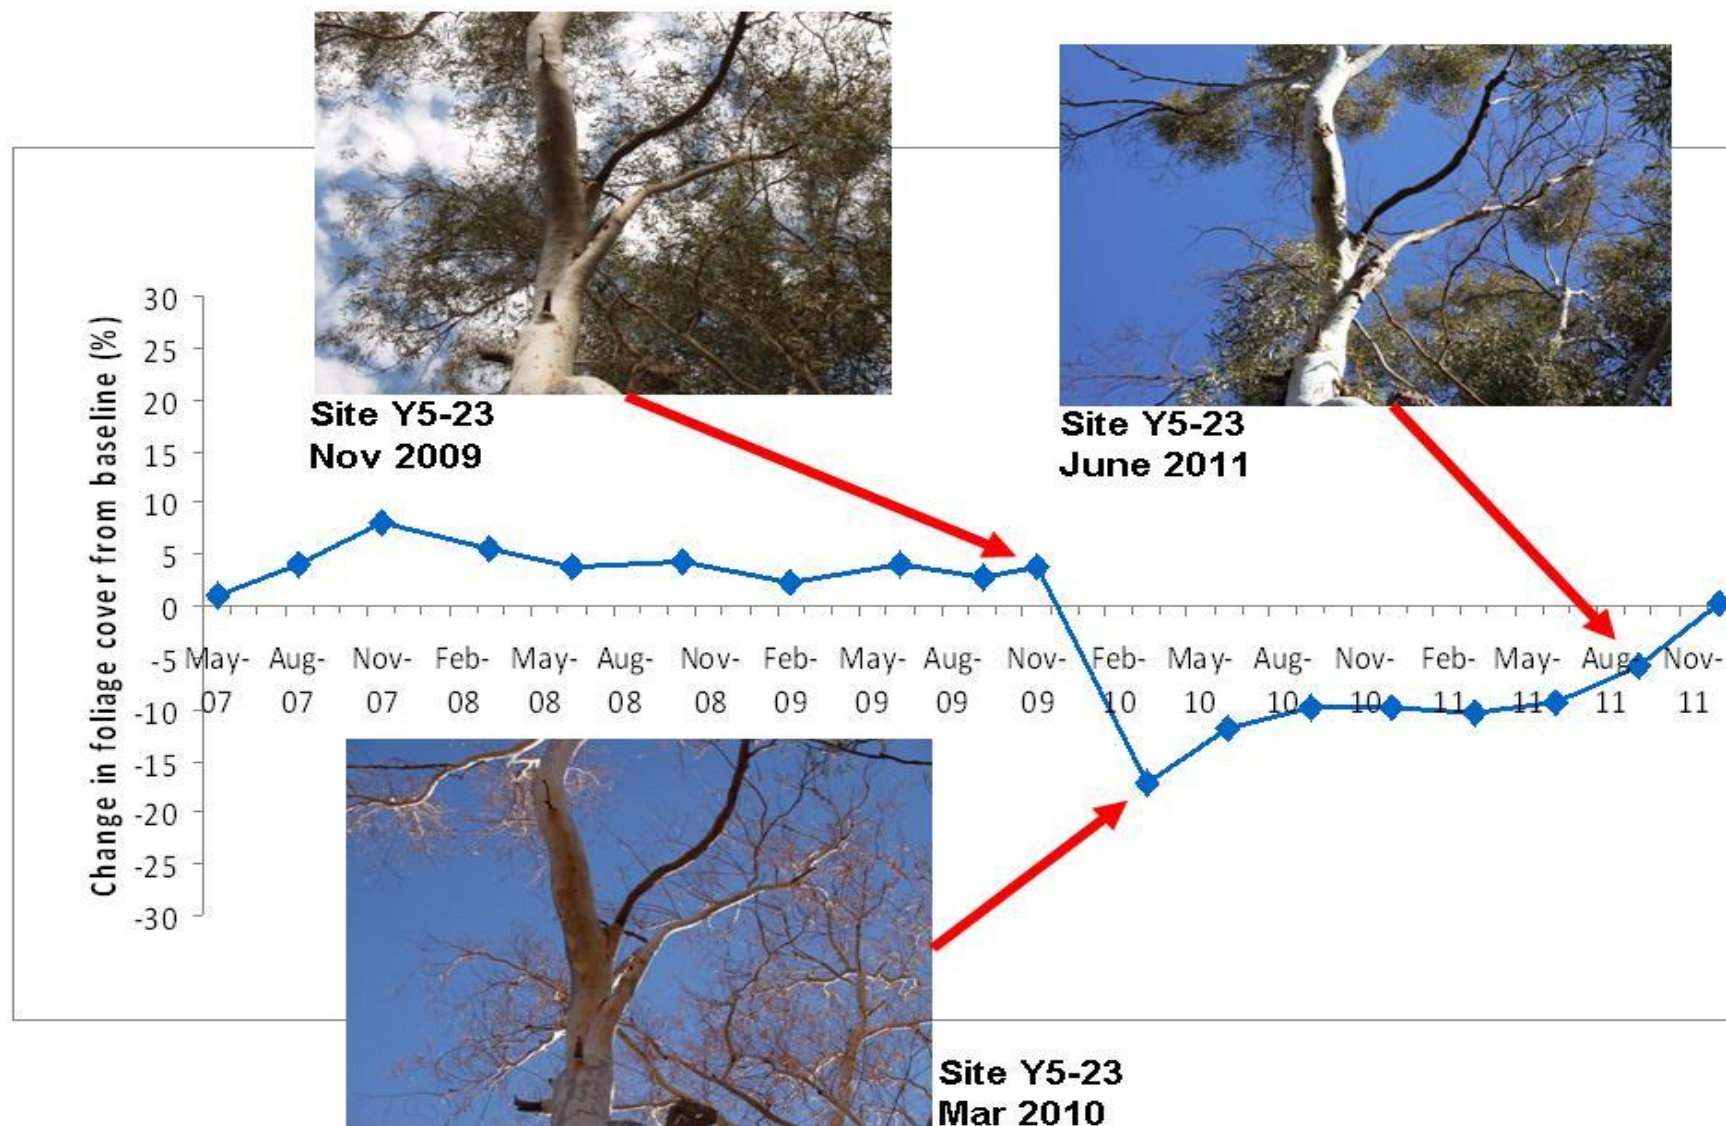 Site Y5-23
Nov 2009
Site Y5-23
June 2011
Change in foliage cover from baseline (%)
30
25
20
15
10
5
0
-5
-10
-15
-20
-25
-30
May- Aug- Nov- Feb- May- Aug- Nov- Feb- May- Aug- Nov- Feb- May- Aug- Nov- Feb- May- Aug- Nov-
07 07 07 08 08 08 08 09 09 09 09 10 10 10 10 11 11 11 11
Site Y5-23
Mar 2010